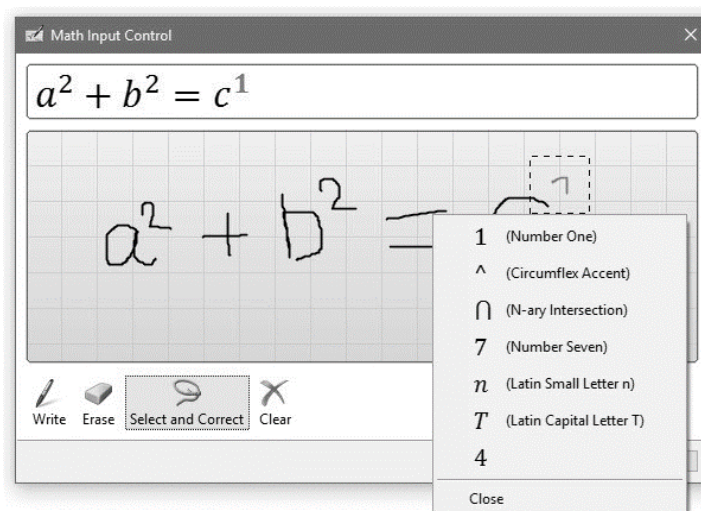 Math Input Control
a² + b² = c¹
a² + b² =
1 (Number One)
^ (Circumflex Accent)
∩ (N-ary Intersection)
7 (Number Seven)
n (Latin Small Letter n)
T (Latin Capital Letter T)
4
Close
Write Erase Select and Correct Clear